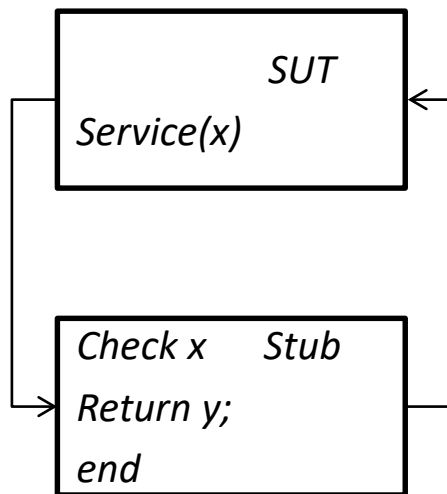 SUT
Service(x)
Check x Stub
Return y;
end